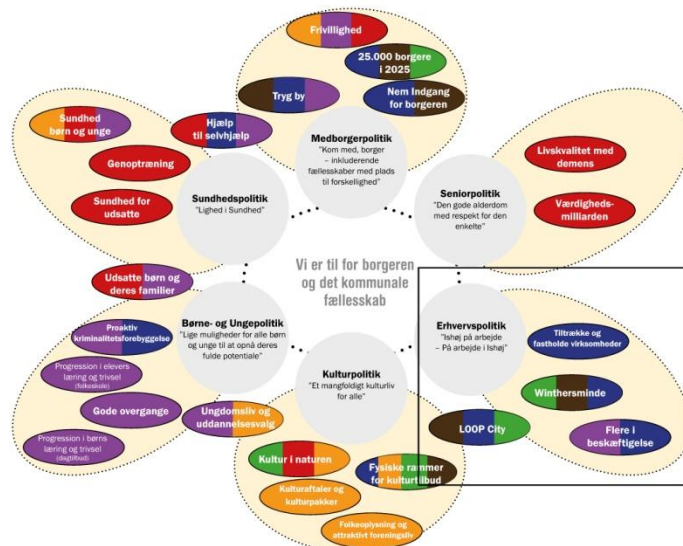 Frivillighed
25.000 borgere
i 2025
Tryg by
Nem Indgang
for borgeren
Medborgerpolitik
"Kom med, borger
– inkluderende
fællesskaber med plads
til forskellighed"
Sundhed
børn og unge
Hjælp
til selvhjælp
Genoptræning
Sundhed for
udsatte
Sundhedspolitik
"Lighed i Sundhed"
Seniorpolitik
"Den gode alderdom
med respekt for den
enkelte"
Livskvalitet med
demens
Værdigheds-
milliarden
Vi er til for borgeren
og det kommunale
fællesskab
Udsatte børn og
deres familier
Proaktiv
kriminalitetsforebyggelse
Progression i elevers
læring og trivsel
(folkeskole)
Gode overgange
Progression i børns
læring og trivsel
(dagtilbud)
Ungdomsliv og
uddannelsesvalg
Børne- og Ungepolitik
"Lige muligheder for alle børn
og unge til at opnå deres
fulde potentiale"
Kulturpolitik
"Et mangfoldigt kulturliv
for alle"
Kultur i naturen
Fysiske rammer
for kulturtilbud
Kulturaftaler og
kulturpakker
Folkeoplysning og
attraktivt foreningsliv
Erhvervspolitik
"Ishøj på arbejde
– På arbejde i Ishøj"
Tiltrække og
fastholde virksomheder
Winthersminde
LOOP City
Flere i
beskæftigelse